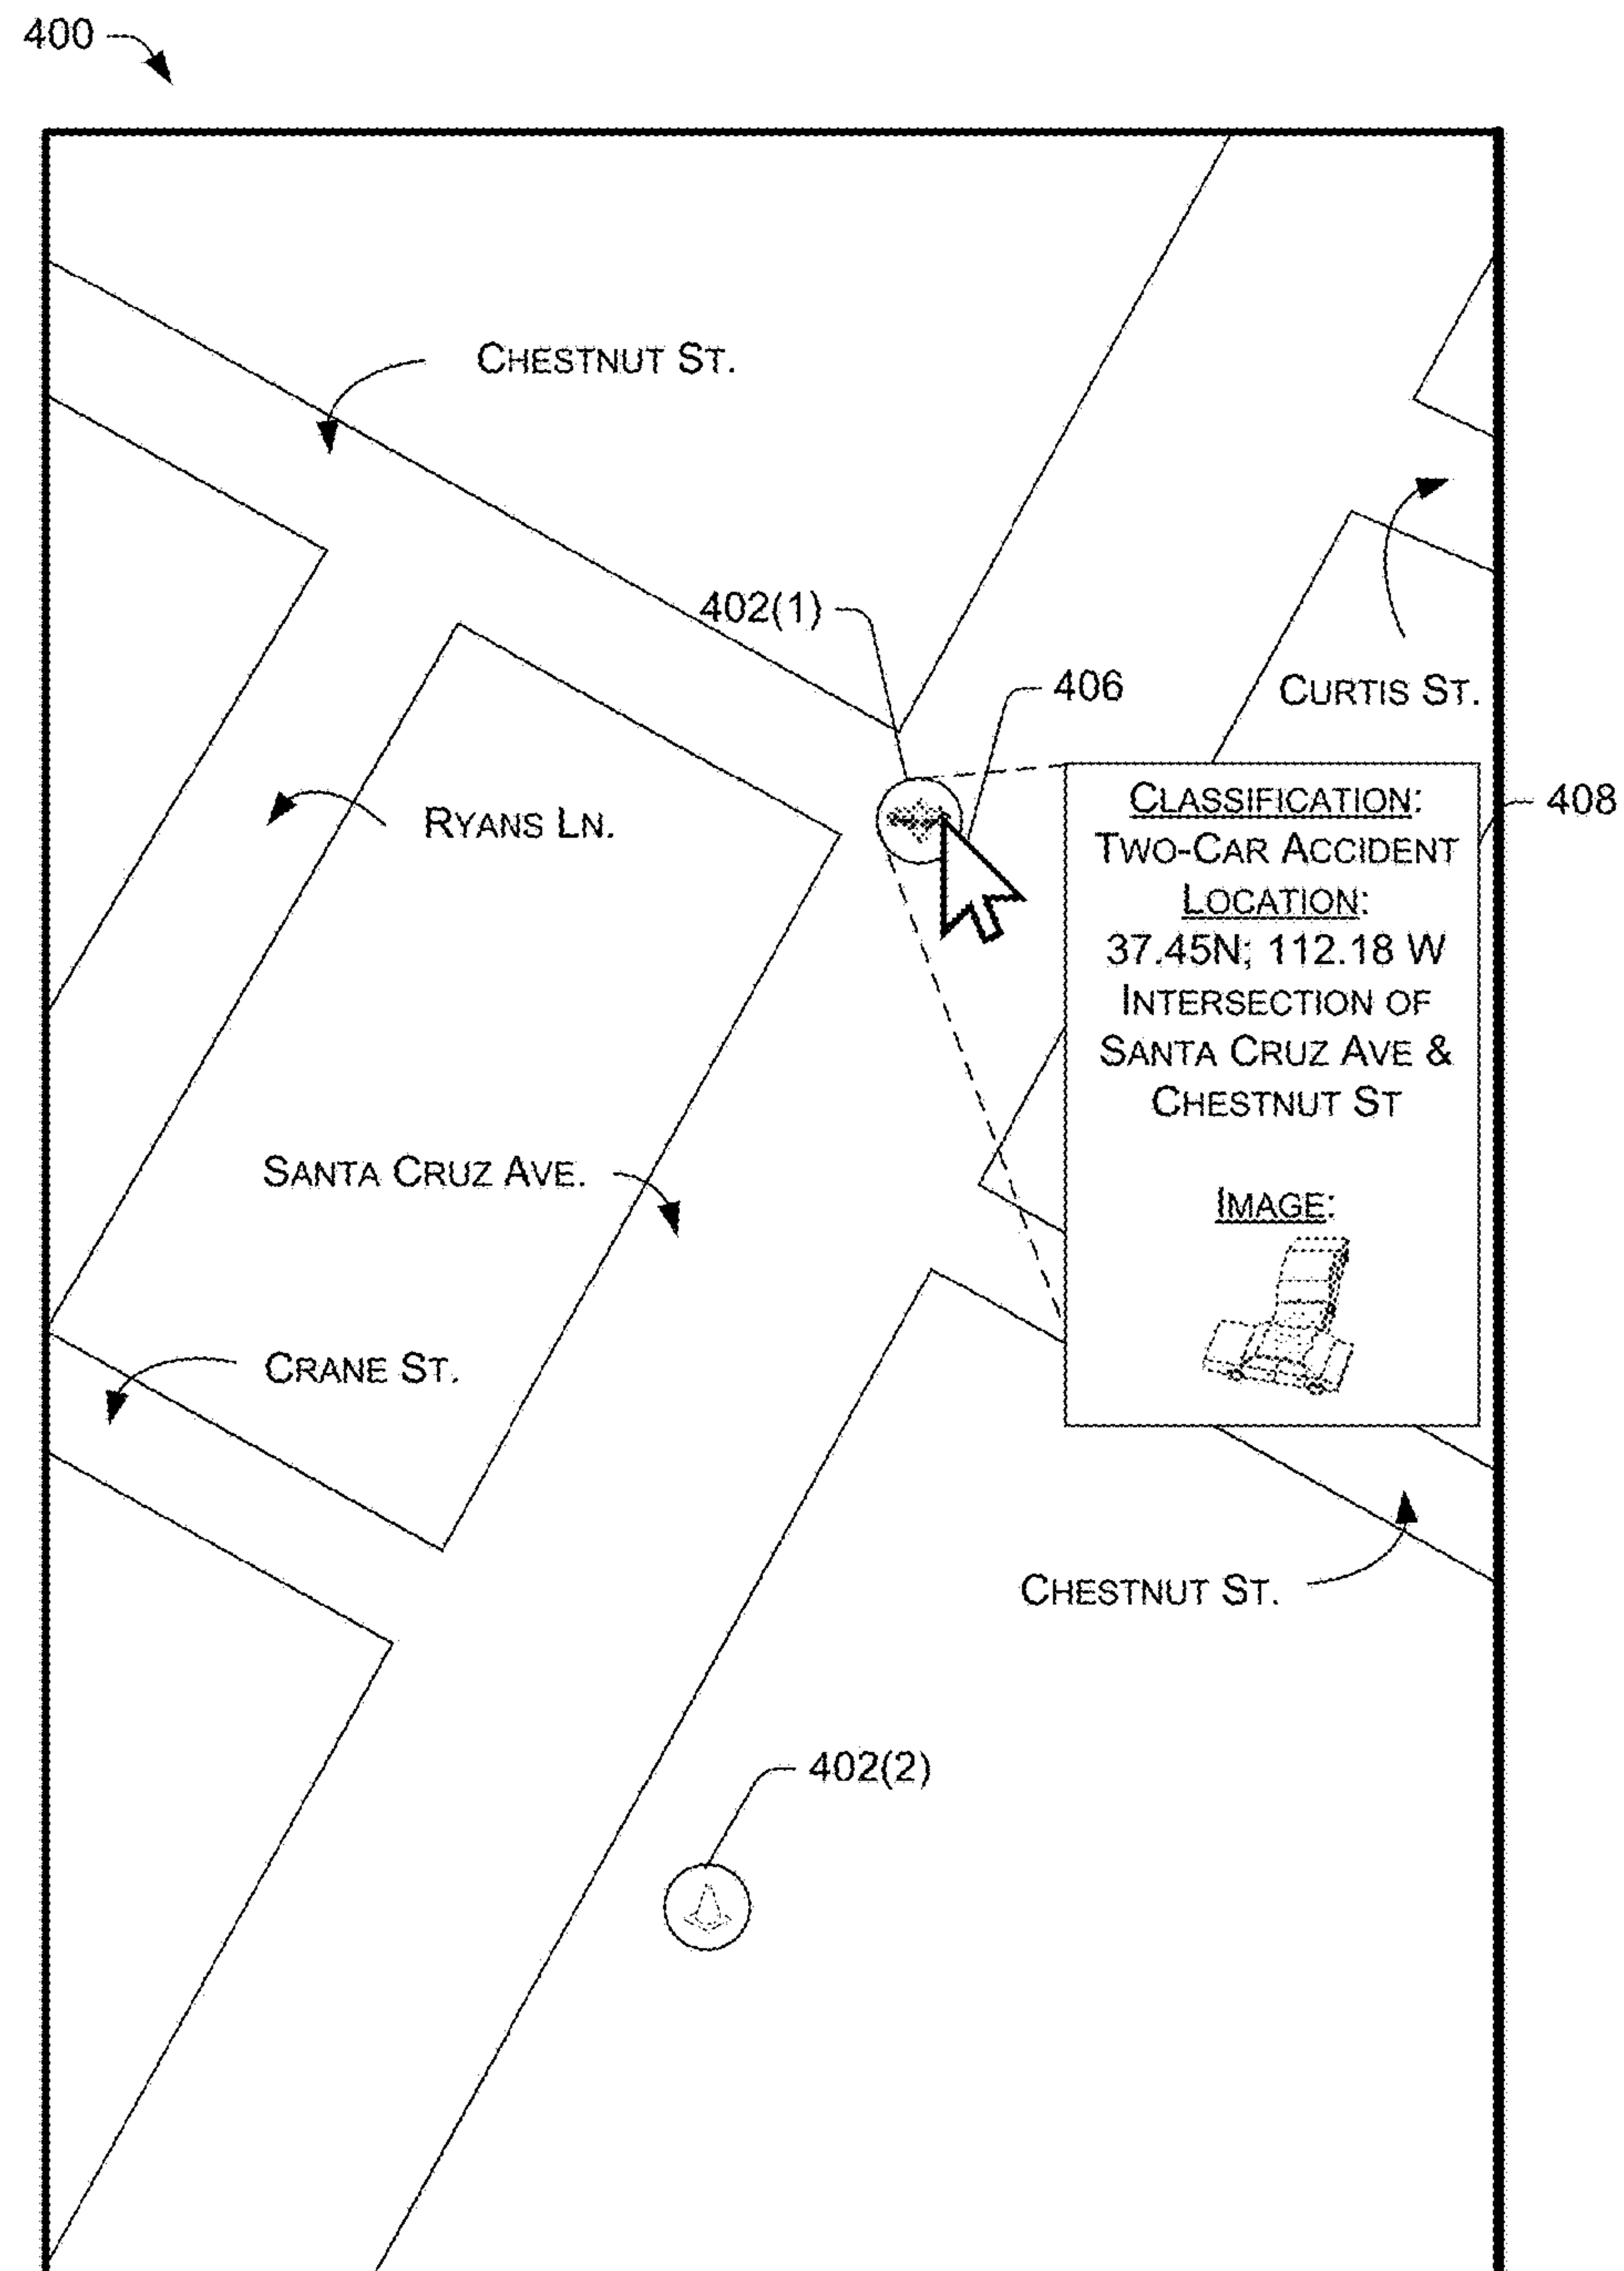 400
CHESTNUT ST.
402(1)
406
CURTIS ST.
RYANS LN.
CLASSIFICATION:
TWO-CAR ACCIDENT
LOCATION:
37.45N; 112.18 W
INTERSECTION OF
SANTA CRUZ AVE &
CHESTNUT ST
IMAGE:
408
SANTA CRUZ AVE.
CRANE ST.
CHESTNUT ST.
402(2)